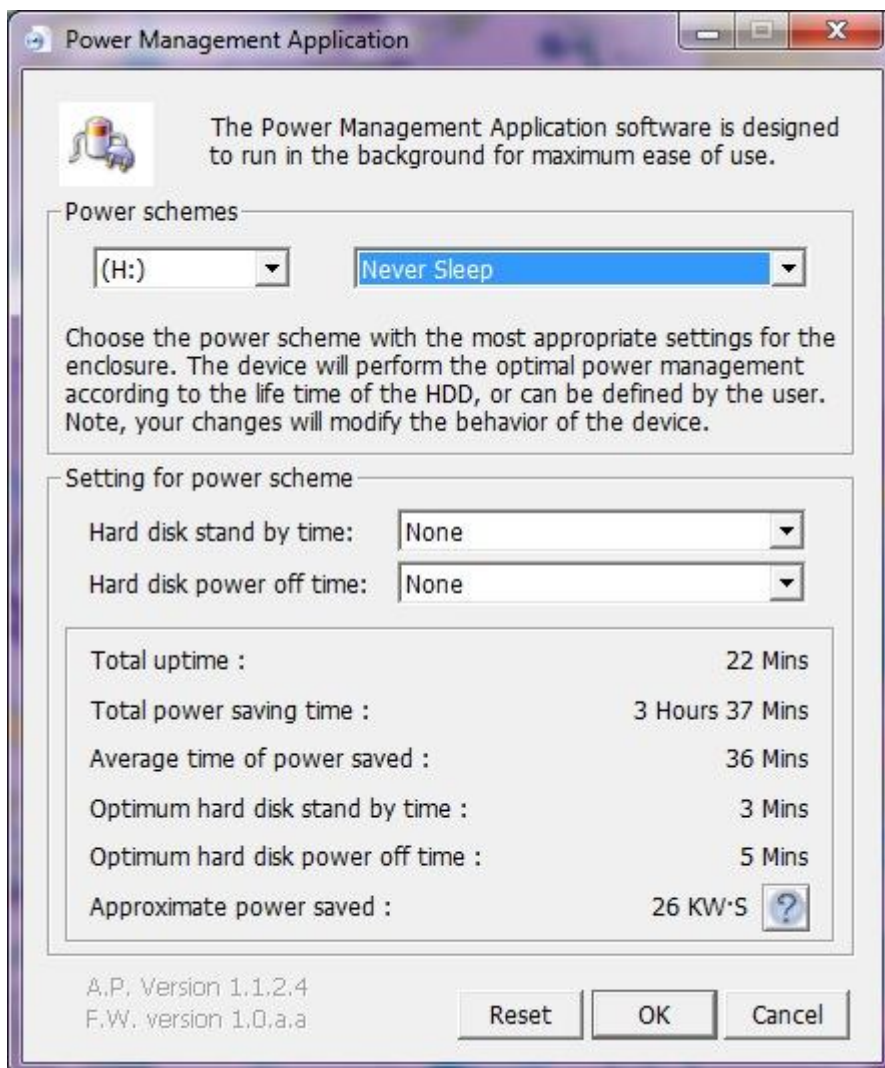 Power Management Application
The Power Management Application software is designed
to run in the background for maximum ease of use.
Power schemes
(H:)
Never Sleep
Choose the power scheme with the most appropriate settings for the
enclosure. The device will perform the optimal power management
according to the life time of the HDD, or can be defined by the user.
Note, your changes will modify the behavior of the device.
Setting for power scheme
Hard disk stand by time: None
Hard disk power off time: None
Total uptime : 22 Mins
Total power saving time : 3 Hours 37 Mins
Average time of power saved : 36 Mins
Optimum hard disk stand by time : 3 Mins
Optimum hard disk power off time : 5 Mins
Approximate power saved : 26 KW·S ?
A.P. Version 1.1.2.4
F.W. version 1.0.a.a
Reset OK Cancel